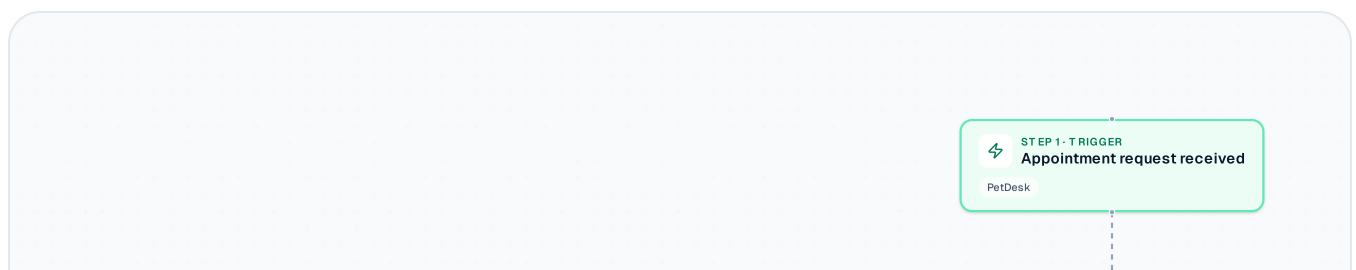 STEP 1 · TRIGGER
Appointment request received
PetDesk